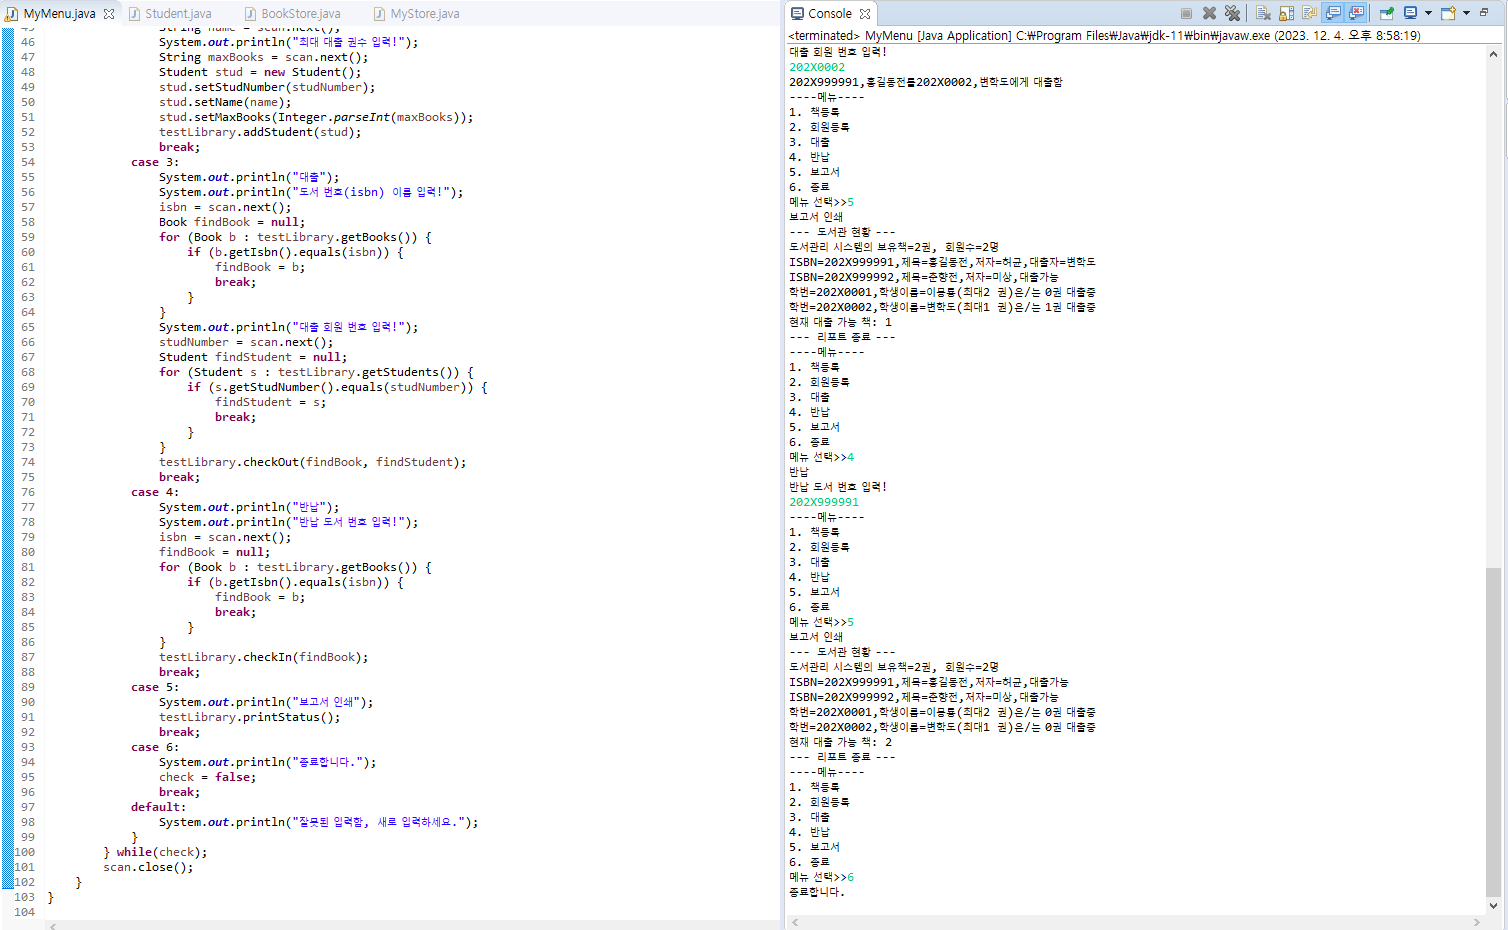 MyMenu.java
Student.java
BookStore.java
MyStore.java
45 String name = scan.next();
46 System.out.println("최대 대출 권수 입력!");
47 String maxBooks = scan.next();
48 Student stud = new Student();
49 stud.setStudNumber(studNumber);
50 stud.setName(name);
51 stud.setMaxBooks(Integer.parseInt(maxBooks));
52 testLibrary.addStudent(stud);
53 break;
54 case 3:
55 System.out.println("대출");
56 System.out.println("도서 번호(isbn) 이름 입력!");
57 isbn = scan.next();
58 Book findBook = null;
59 for (Book b : testLibrary.getBooks()) {
60 if (b.getIsbn().equals(isbn)) {
61 findBook = b;
62 break;
63 }
64 }
65 System.out.println("대출 회원 번호 입력!");
66 studNumber = scan.next();
67 Student findStudent = null;
68 for (Student s : testLibrary.getStudents()) {
69 if (s.getStudNumber().equals(studNumber)) {
70 findStudent = s;
71 break;
72 }
73 }
74 testLibrary.checkOut(findBook, findStudent);
75 break;
76 case 4:
77 System.out.println("반납");
78 System.out.println("반납 도서 번호 입력!");
79 isbn = scan.next();
80 findBook = null;
81 for (Book b : testLibrary.getBooks()) {
82 if (b.getIsbn().equals(isbn)) {
83 findBook = b;
84 break;
85 }
86 }
87 testLibrary.checkIn(findBook);
88 break;
89 case 5:
90 System.out.println("보고서 인쇄");
91 testLibrary.printStatus();
92 break;
93 case 6:
94 System.out.println("종료합니다.");
95 check = false;
96 break;
97 default:
98 System.out.println("잘못된 입력함, 새로 입력하세요.");
99 }
100 } while(check);
101 scan.close();
102 }
103 }
104
Console
<terminated> MyMenu [Java Application] C:₩Program Files₩Java₩jdk-11₩bin₩javaw.exe (2023. 12. 4. 오후 8:58:19)
대출 회원 번호 입력!
202X0002
202X999991,홍길동전를202X0002,변학도에게 대출함
----메뉴----
1. 책등록
2. 회원등록
3. 대출
4. 반납
5. 보고서
6. 종료
메뉴 선택>>5
보고서 인쇄
--- 도서관 현황 ---
도서관리 시스템의 보유책=2권, 회원수=2명
ISBN=202X999991,제목=홍길동전,저자=허균,대출자=변학도
ISBN=202X999992,제목=춘향전,저자=미상,대출가능
학번=202X0001,학생이름=이몽룡(최대2 권)은/는 0권 대출중
학번=202X0002,학생이름=변학도(최대1 권)은/는 1권 대출중
현재 대출 가능 책: 1
--- 리포트 종료 ---
----메뉴----
1. 책등록
2. 회원등록
3. 대출
4. 반납
5. 보고서
6. 종료
메뉴 선택>>4
반납
반납 도서 번호 입력!
202X999991
----메뉴----
1. 책등록
2. 회원등록
3. 대출
4. 반납
5. 보고서
6. 종료
메뉴 선택>>5
보고서 인쇄
--- 도서관 현황 ---
도서관리 시스템의 보유책=2권, 회원수=2명
ISBN=202X999991,제목=홍길동전,저자=허균,대출가능
ISBN=202X999992,제목=춘향전,저자=미상,대출가능
학번=202X0001,학생이름=이몽룡(최대2 권)은/는 0권 대출중
학번=202X0002,학생이름=변학도(최대1 권)은/는 0권 대출중
현재 대출 가능 책: 2
--- 리포트 종료 ---
----메뉴----
1. 책등록
2. 회원등록
3. 대출
4. 반납
5. 보고서
6. 종료
메뉴 선택>>6
종료합니다.